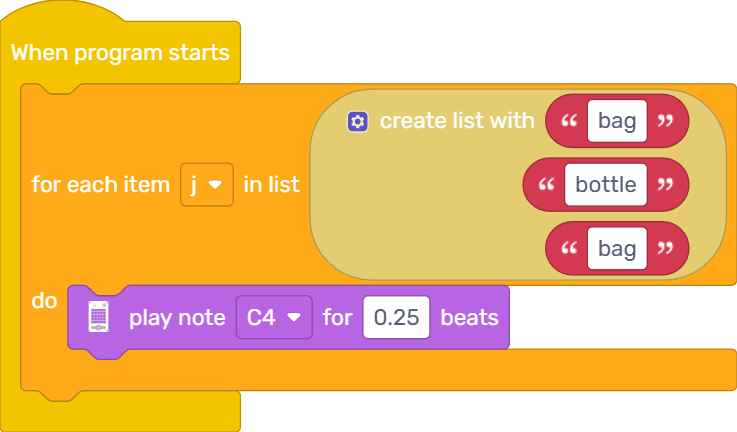 When program starts
create list with “ bag ”
for each item j in list “ bottle ”
“ bag ”
do
play note C4 for 0.25 beats